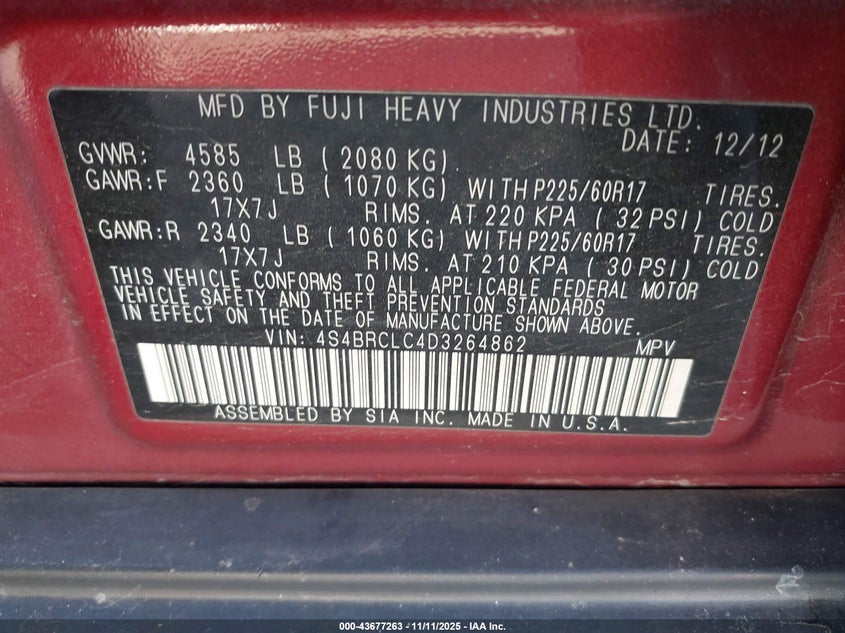 MFD BY FUJI HEAVY INDUSTRIES LTD.
DATE: 12/12
GVWR: 4585 LB (2080 KG)
GAWR:F 2360 LB (1070 KG) WITH P225/60R17 TIRES.
17X7J RIMS. AT 220 KPA (32 PSI) COLD
GAWR:R 2340 LB (1060 KG) WITH P225/60R17 TIRES.
17X7J RIMS. AT 210 KPA (30 PSI) COLD
THIS VEHICLE CONFORMS TO ALL APPLICABLE FEDERAL MOTOR
VEHICLE SAFETY AND THEFT PREVENTION STANDARDS
IN EFFECT ON THE DATE OF MANUFACTURE SHOWN ABOVE.
VIN: 4S4BRCLC4D3264862 MPV
ASSEMBLED BY SIA INC. MADE IN U.S.A.
000-43677263 - 11/11/2025 - IAA Inc.